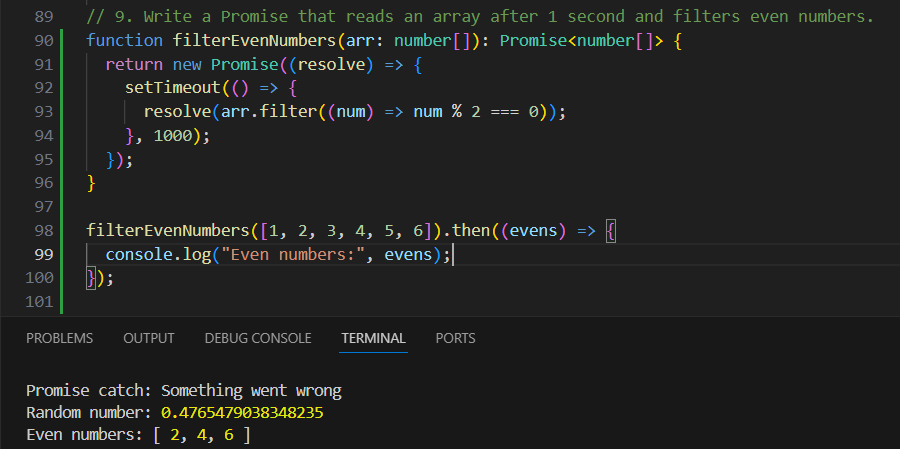 89 // 9. Write a Promise that reads an array after 1 second and filters even numbers.
90 function filterEvenNumbers(arr: number[]): Promise<number[]> {
91 return new Promise((resolve) => {
92 setTimeout(() => {
93 resolve(arr.filter((num) => num % 2 === 0));
94 }, 1000);
95 });
96 }
97
98 filterEvenNumbers([1, 2, 3, 4, 5, 6]).then((evens) => {
99 console.log("Even numbers:", evens);
100 });
101
PROBLEMS OUTPUT DEBUG CONSOLE TERMINAL PORTS
Promise catch: Something went wrong
Random number: 0.4765479038348235
Even numbers: [ 2, 4, 6 ]